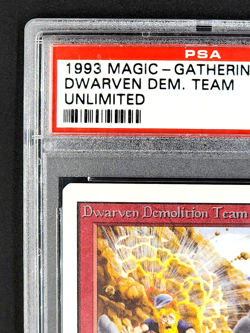 PSA
1993 MAGIC - GATHERIN
DWARVEN DEM. TEAM
UNLIMITED
Dwarven Demolition Team